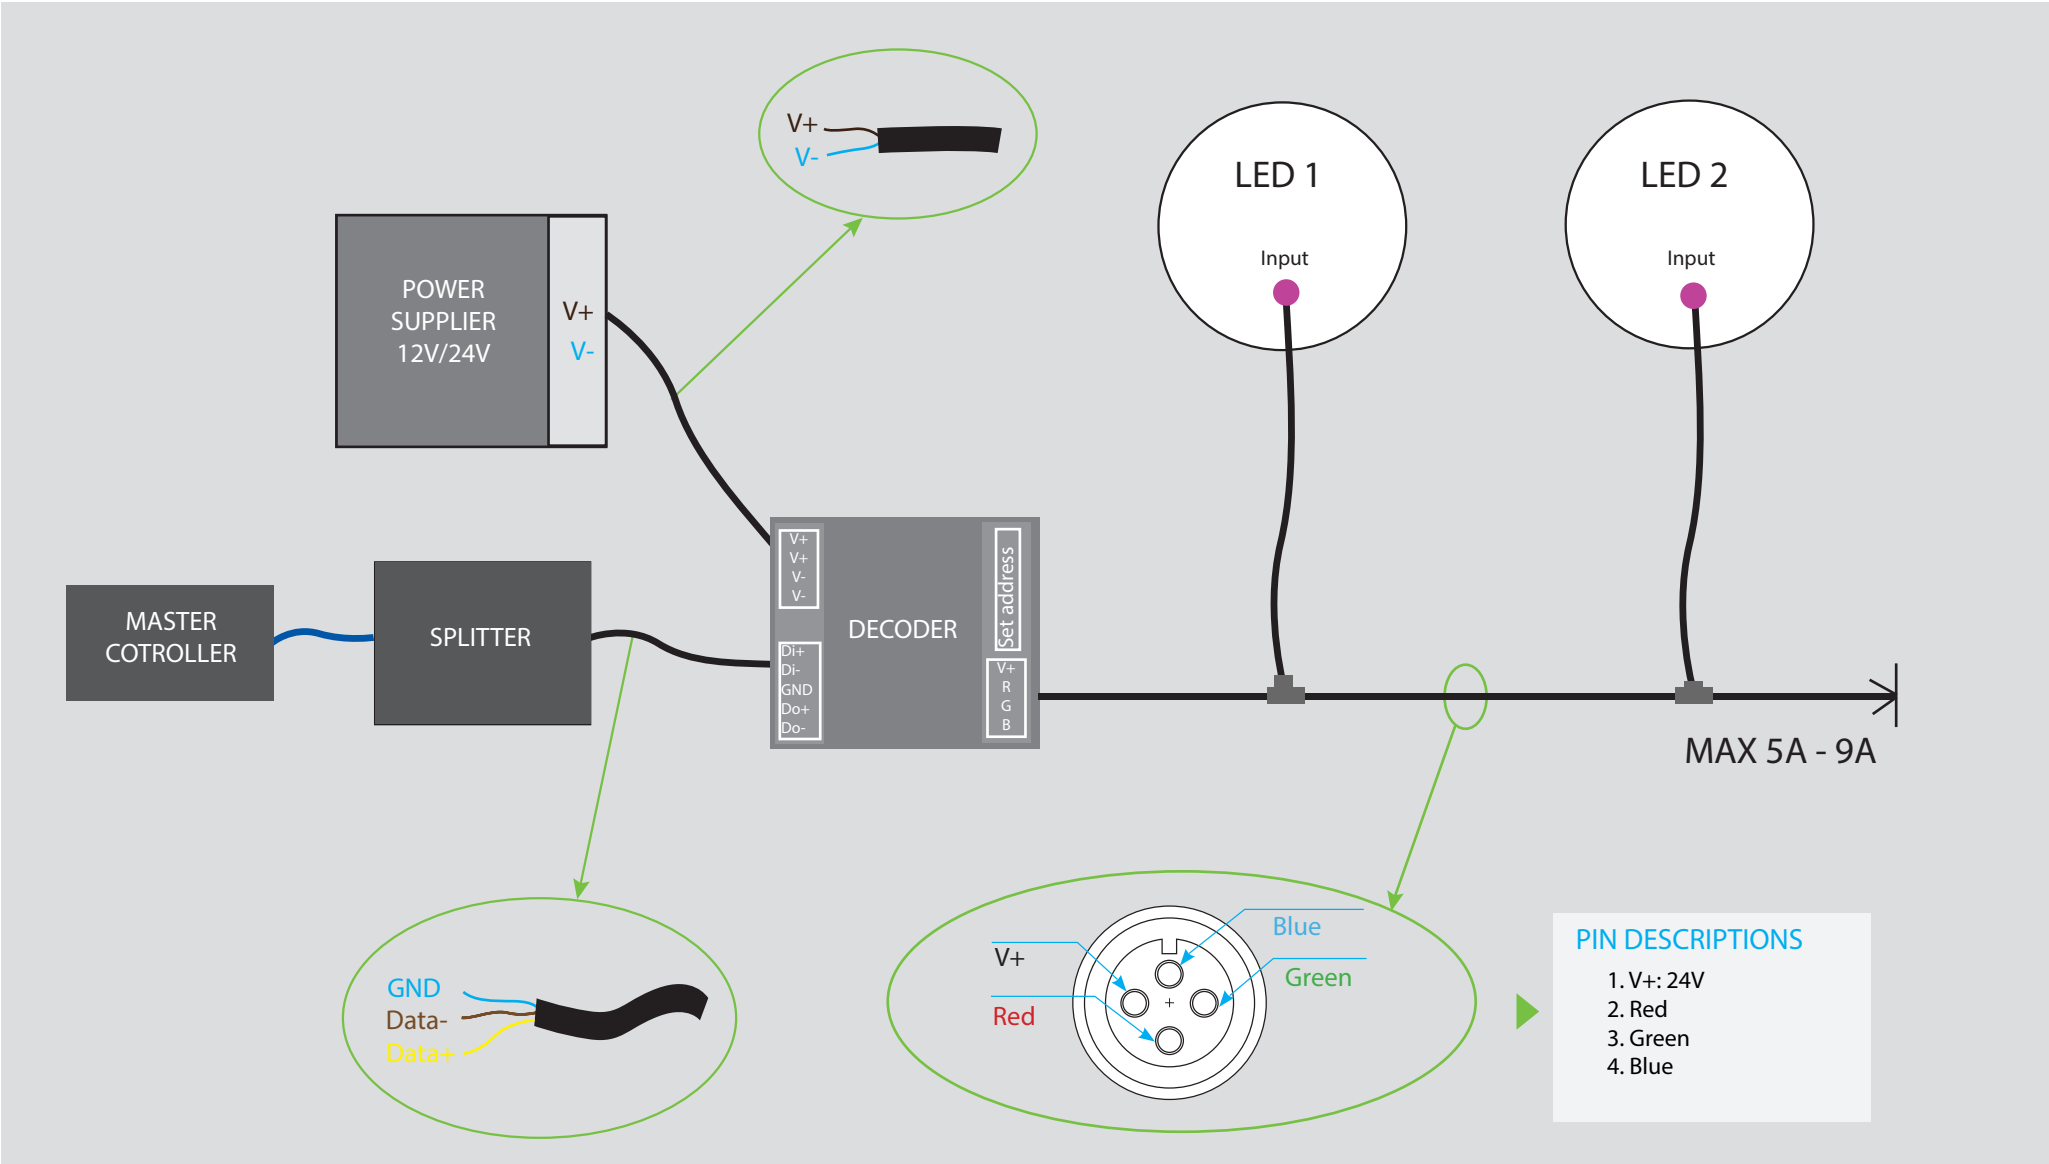 V+
V-
LED 1
Input
LED 2
Input
POWER
SUPPLIER
12V/24V
V+
V-
MASTER
COTROLLER
SPLITTER
V+
V+
V-
V-
Di+
Di-
GND
Do+
Do-
DECODER
Set address
V+
R
G
B
MAX 5A - 9A
GND
Data-
Data+
V+
Red
Blue
Green
PIN DESCRIPTIONS
1. V+: 24V
2. Red
3. Green
4. Blue